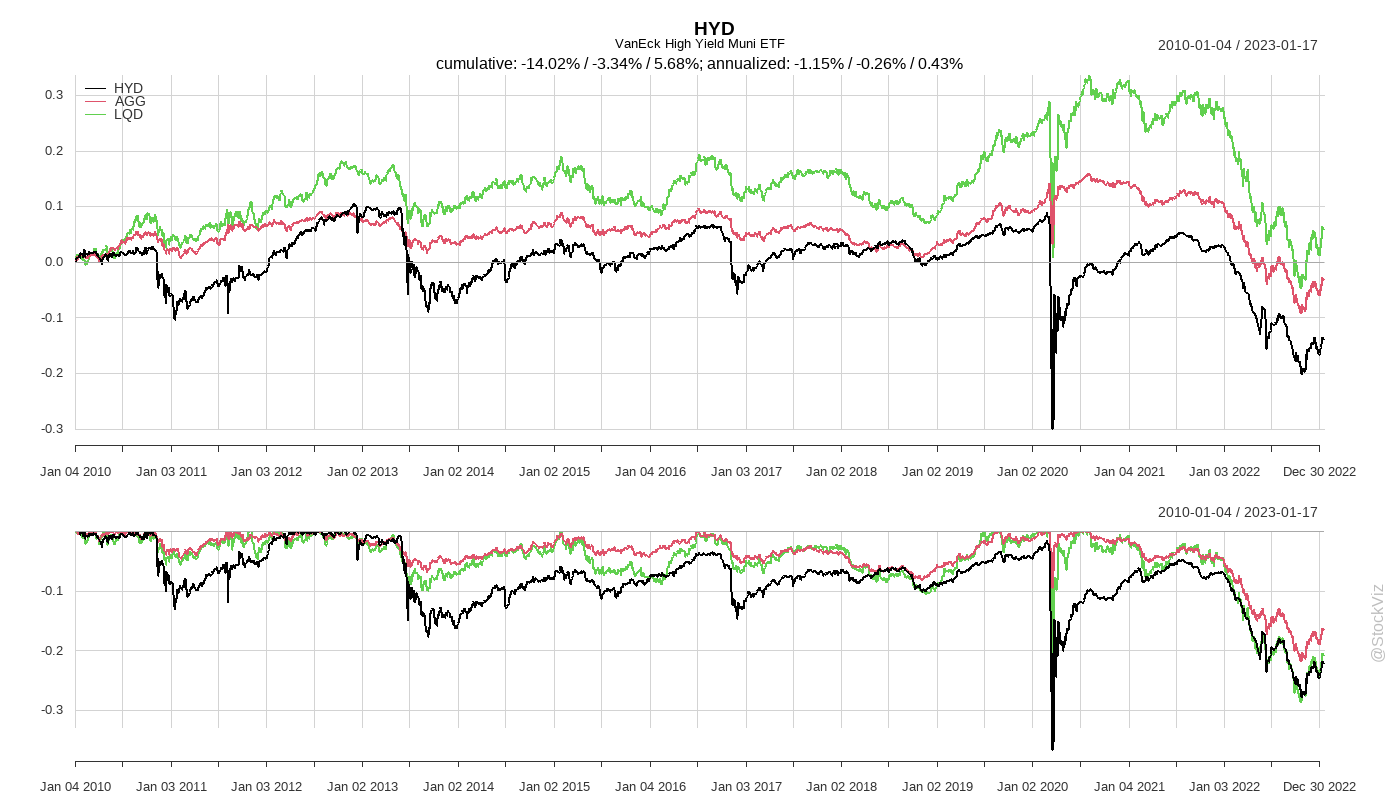 HYD
VanEck High Yield Muni ETF
2010-01-04 / 2023-01-17
cumulative: -14.02% / -3.34% / 5.68%; annualized: -1.15% / -0.26% / 0.43%
HYD
AGG
LQD
0.3
0.2
0.1
0.0
-0.1
-0.2
-0.3
Jan 04 2010 Jan 03 2011 Jan 03 2012 Jan 02 2013 Jan 02 2014 Jan 02 2015 Jan 04 2016 Jan 03 2017 Jan 02 2018 Jan 02 2019 Jan 02 2020 Jan 04 2021 Jan 03 2022 Dec 30 2022
2010-01-04 / 2023-01-17
-0.1
-0.2
-0.3
@StockViz
Jan 04 2010 Jan 03 2011 Jan 03 2012 Jan 02 2013 Jan 02 2014 Jan 02 2015 Jan 04 2016 Jan 03 2017 Jan 02 2018 Jan 02 2019 Jan 02 2020 Jan 04 2021 Jan 03 2022 Dec 30 2022